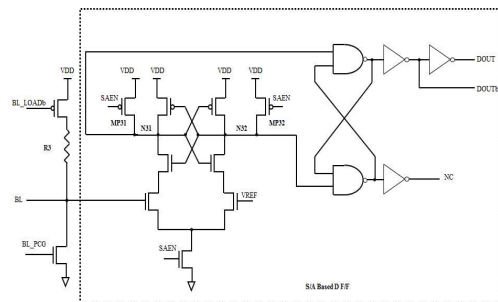 VDD
VDD
VDD
VDD
VDD
BL_LOADb
SAEN
SAEN
MP31
N31
N32
MP32
R3
BL
VREF
BL_PCG
SAEN
DOUT
DOUTb
NC
S/A Based D F/F